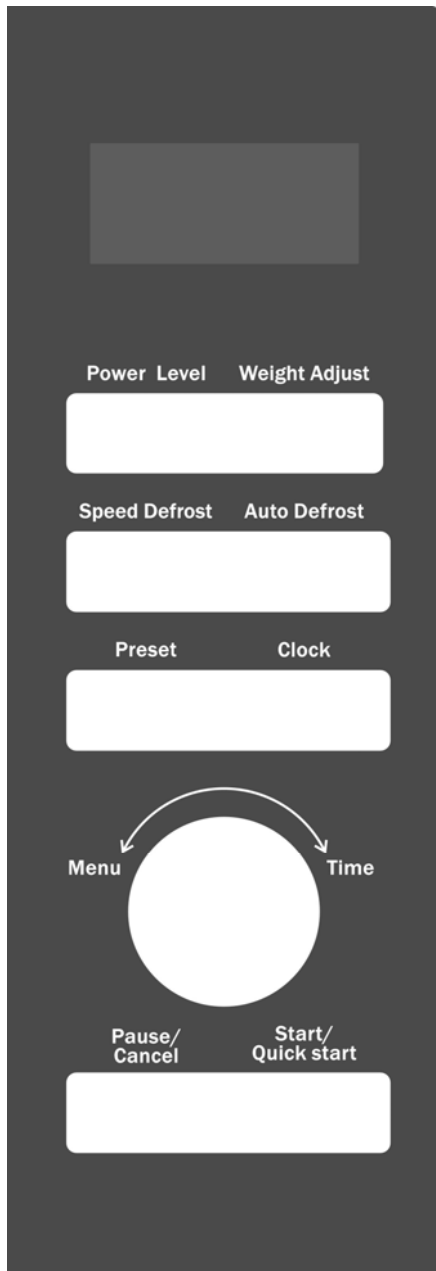 Power Level Weight Adjust
Speed Defrost Auto Defrost
Preset Clock
Menu Time
Pause/ Start/
Cancel Quick start